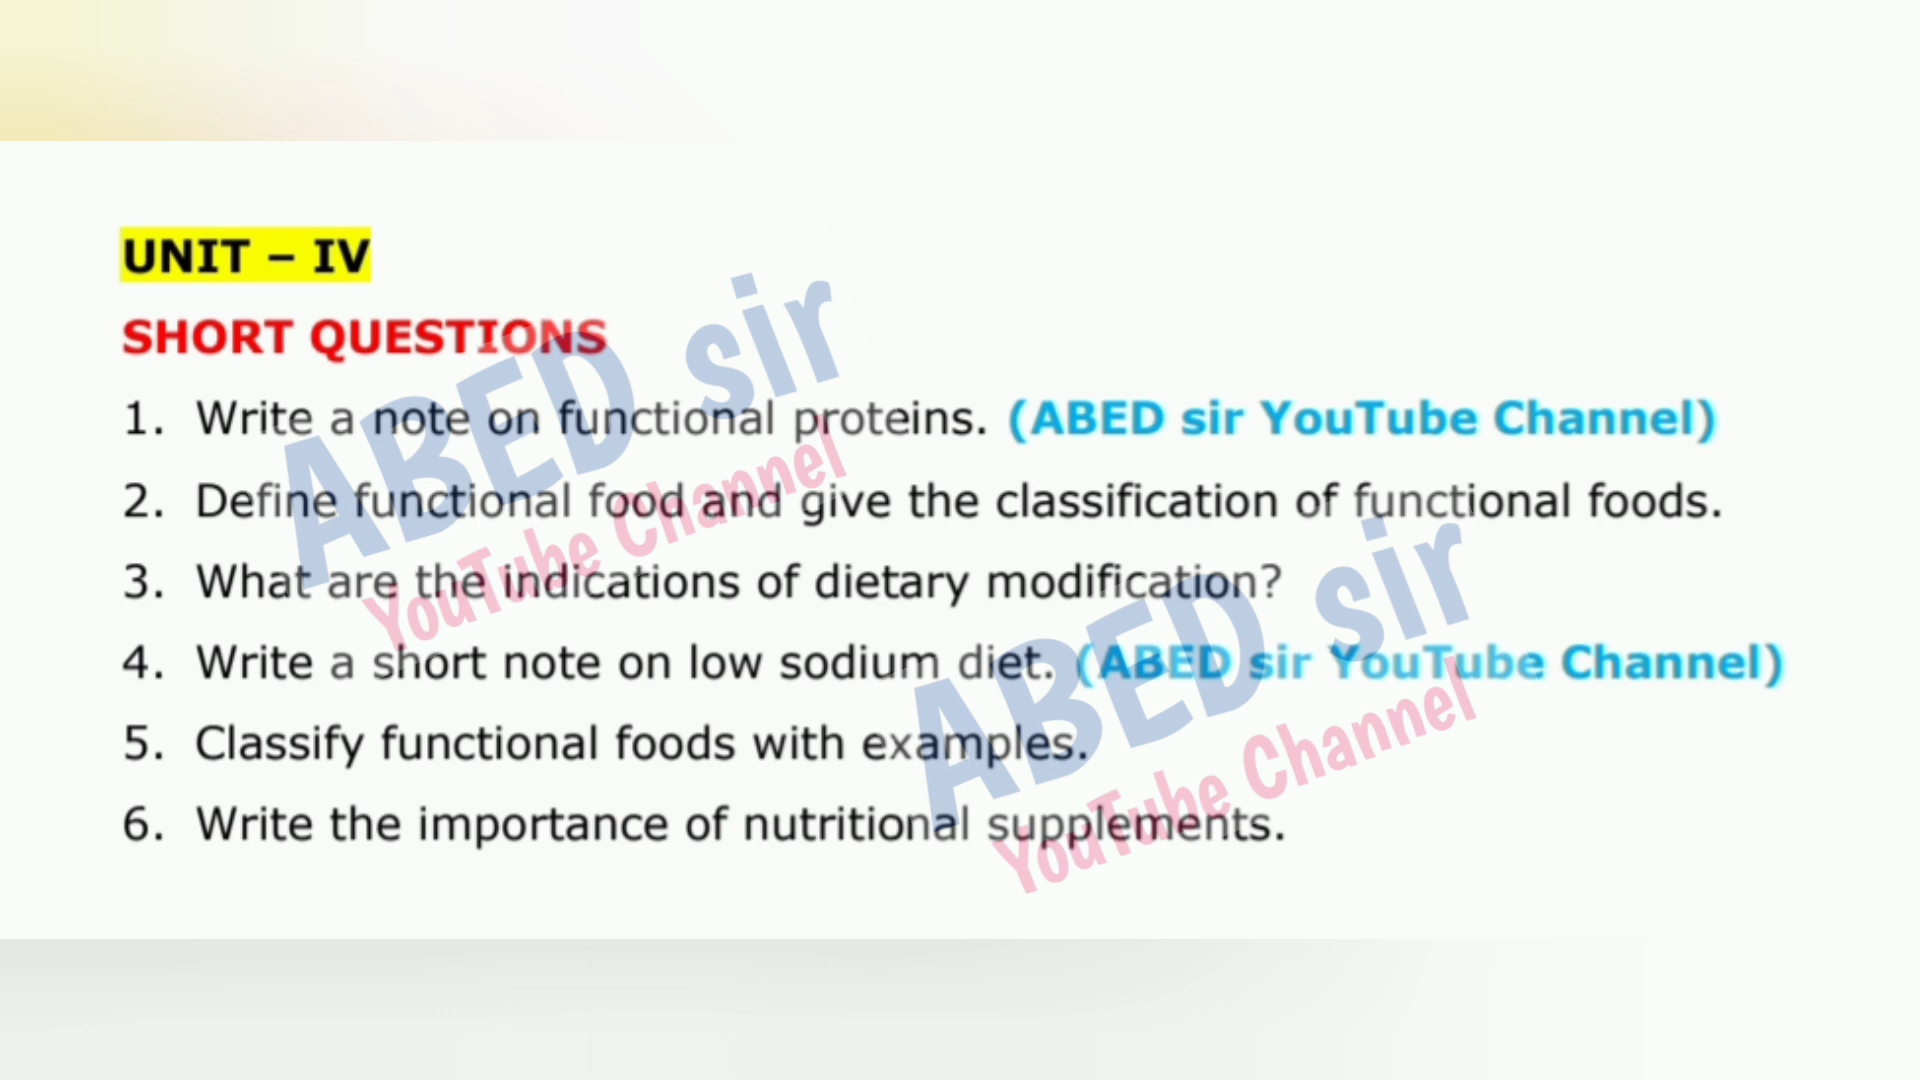 UNIT – IV
SHORT QUESTIONS
1. Write a note on functional proteins. (ABED sir YouTube Channel)
2. Define functional food and give the classification of functional foods.
3. What are the indications of dietary modification?
4. Write a short note on low sodium diet. (ABED sir YouTube Channel)
5. Classify functional foods with examples.
6. Write the importance of nutritional supplements.
ABED sir
YouTube Channel
ABED sir
YouTube Channel